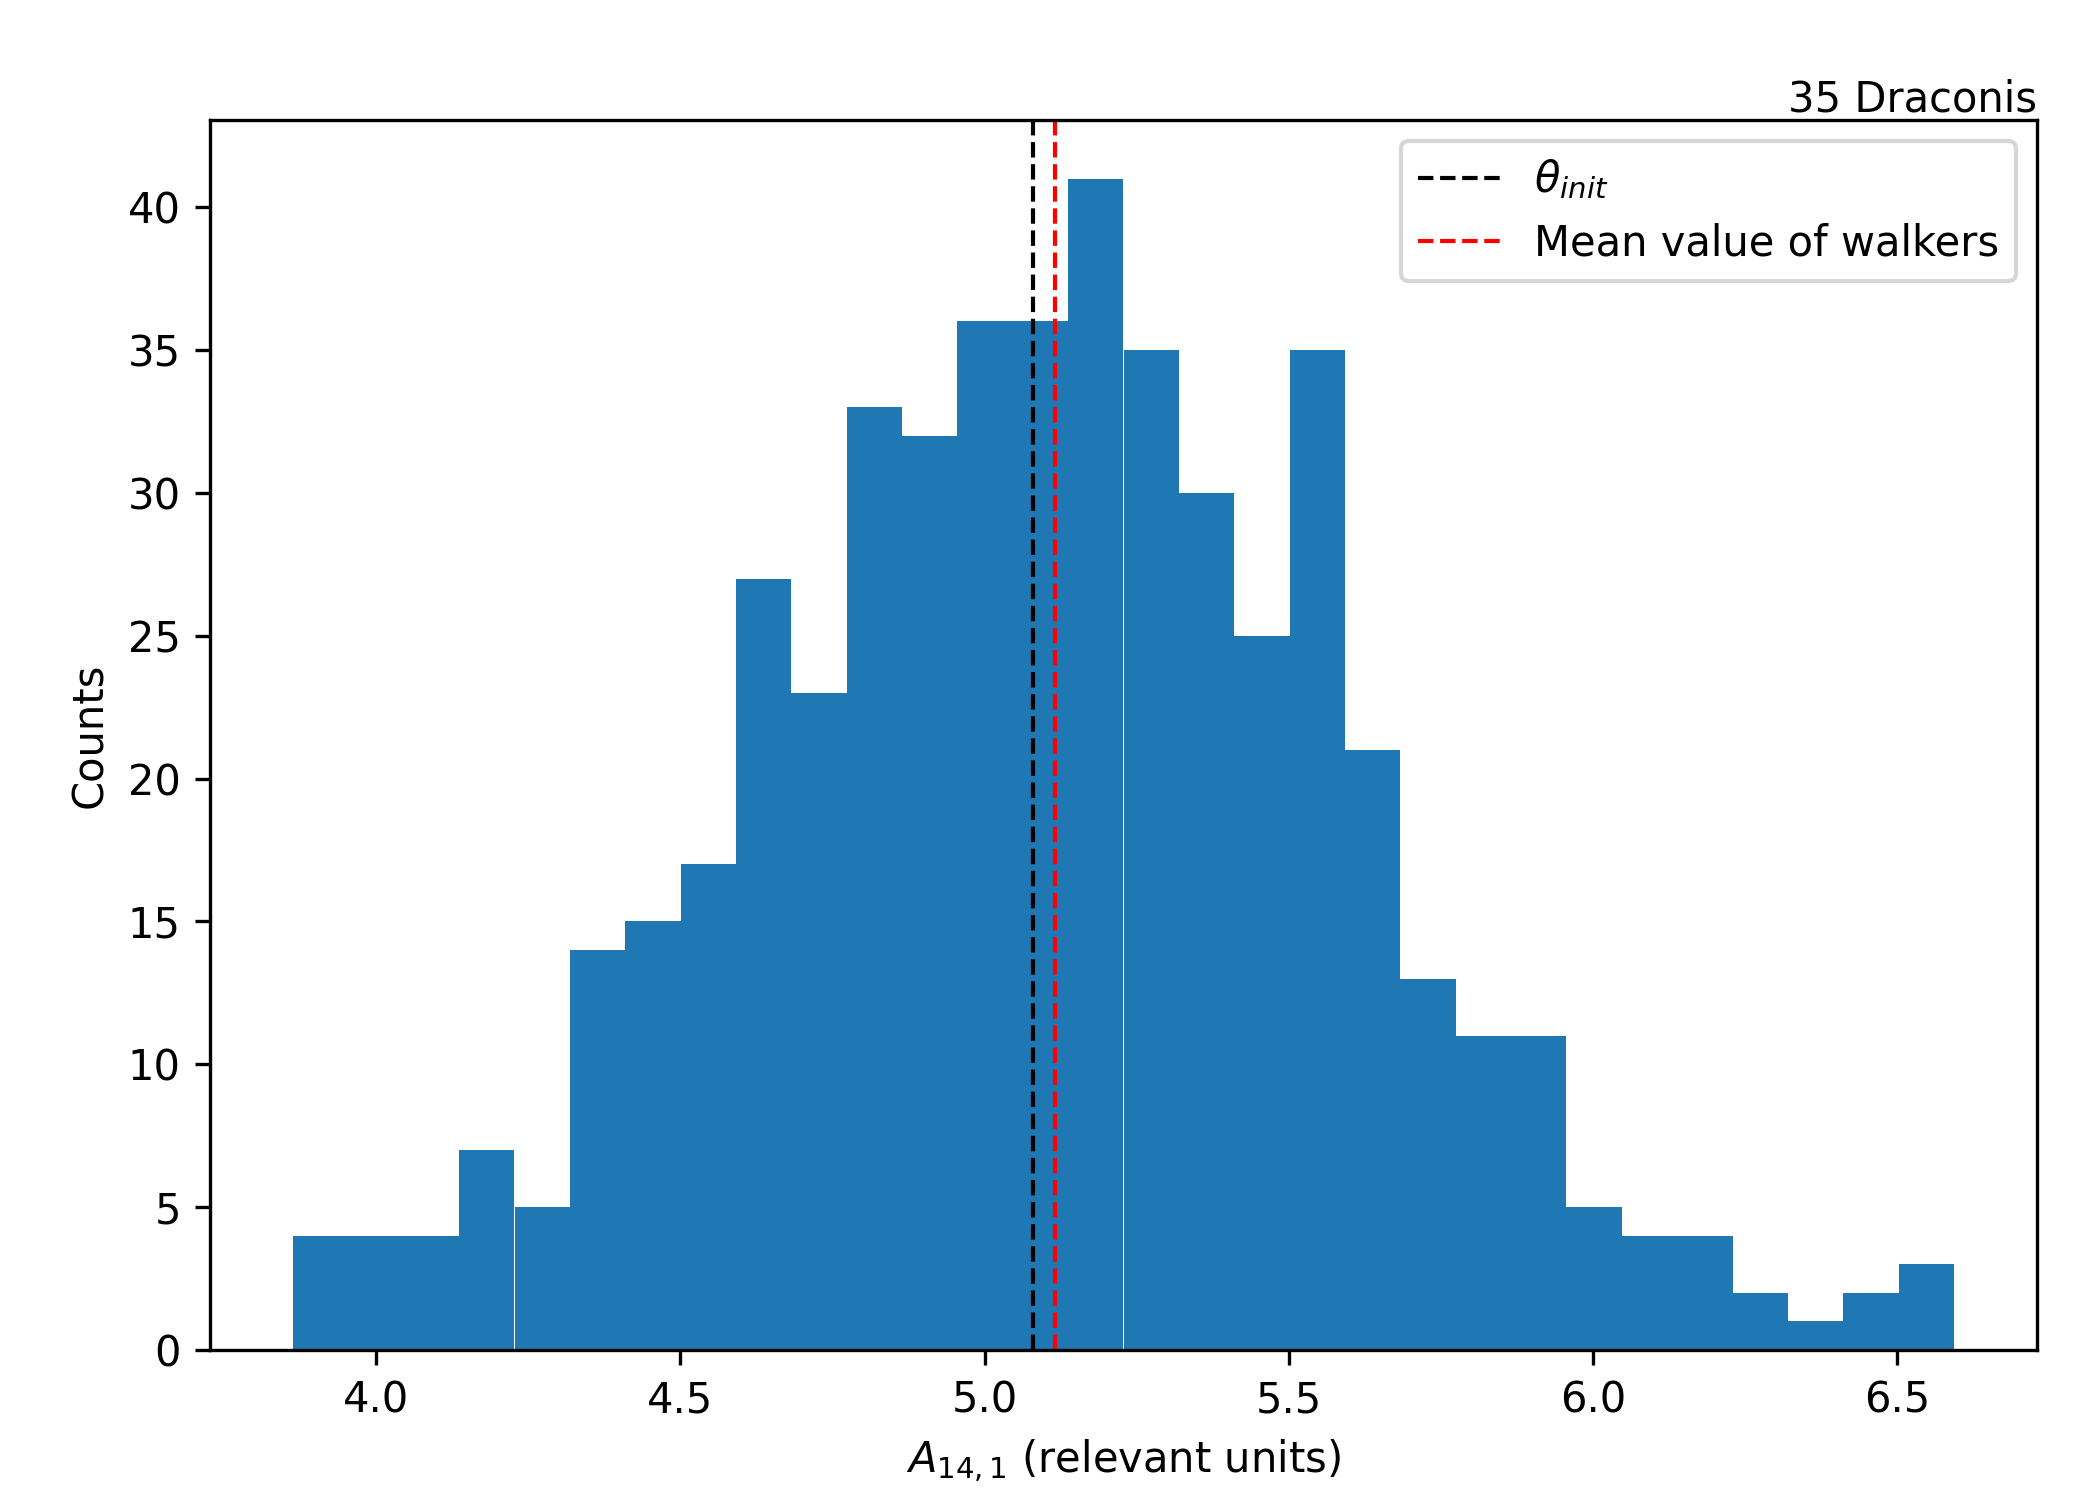 35 Draconis
θinit
Mean value of walkers
40
35
30
25
20
15
10
5
0
Counts
4.0 4.5 5.0 5.5 6.0 6.5
A14, 1 (relevant units)